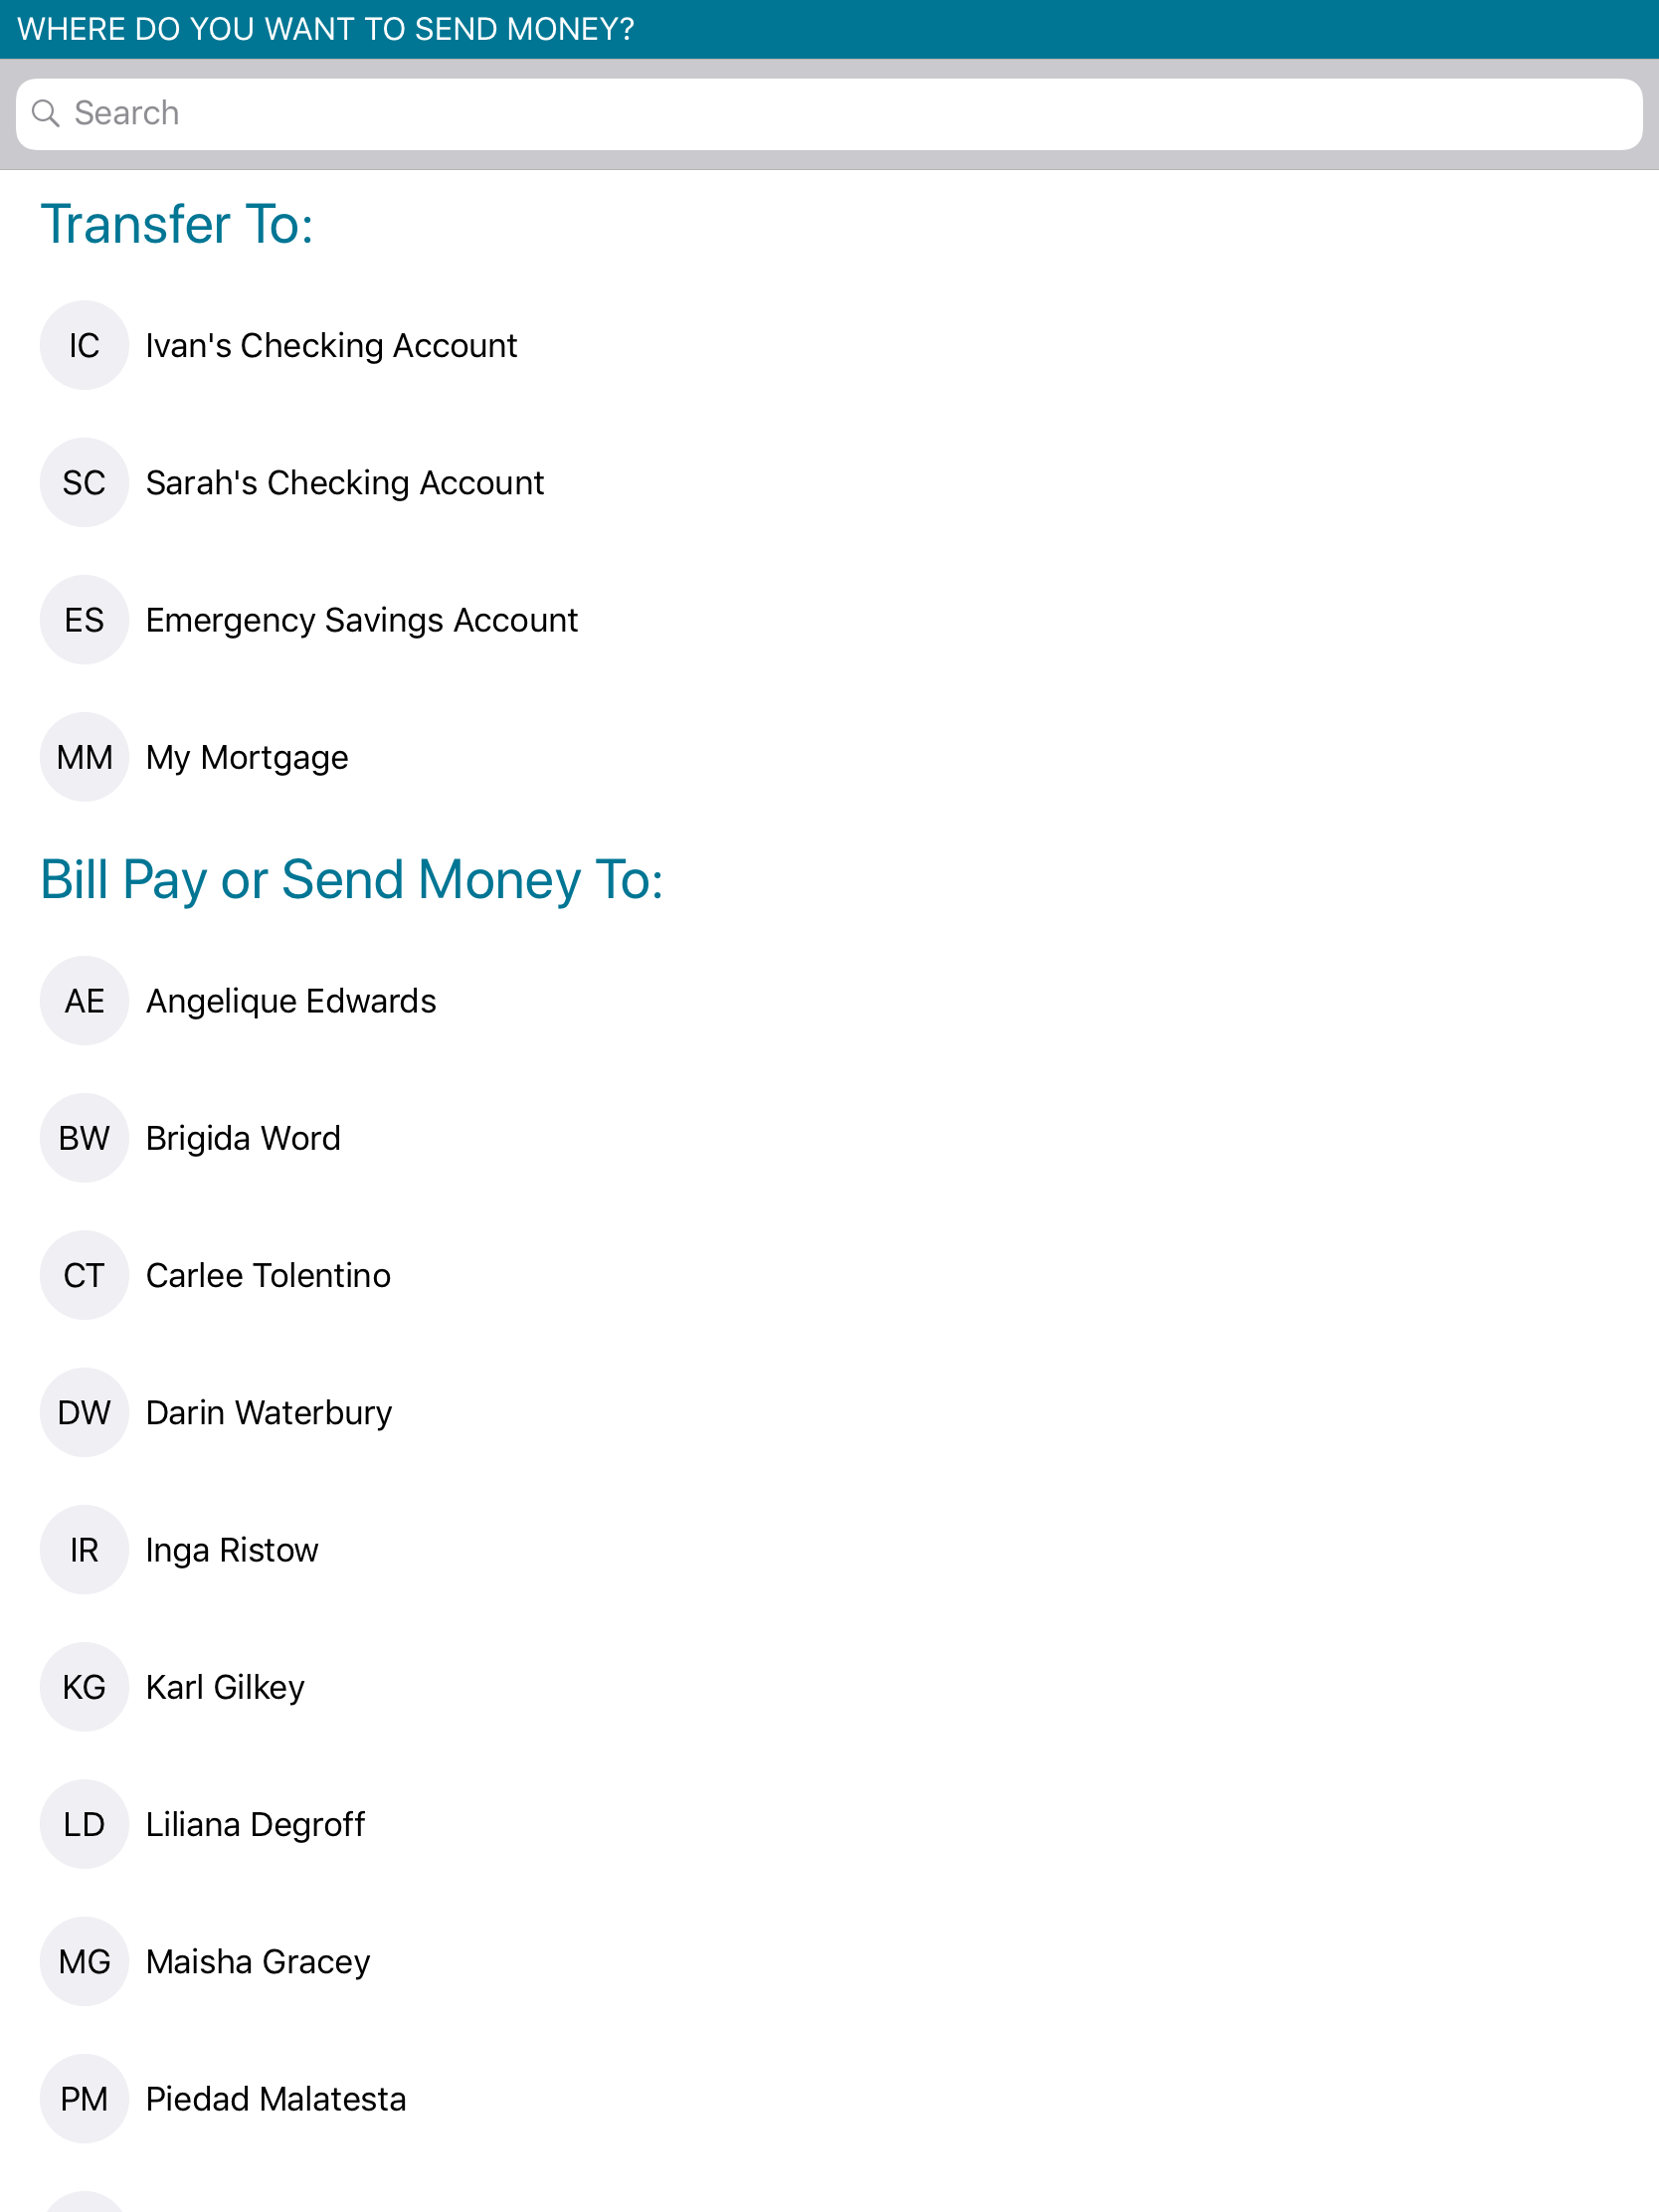 WHERE DO YOU WANT TO SEND MONEY?
Search
Transfer To:
IC Ivan's Checking Account
SC Sarah's Checking Account
ES Emergency Savings Account
MM My Mortgage
Bill Pay or Send Money To:
AE Angelique Edwards
BW Brigida Word
CT Carlee Tolentino
DW Darin Waterbury
IR Inga Ristow
KG Karl Gilkey
LD Liliana Degroff
MG Maisha Gracey
PM Piedad Malatesta